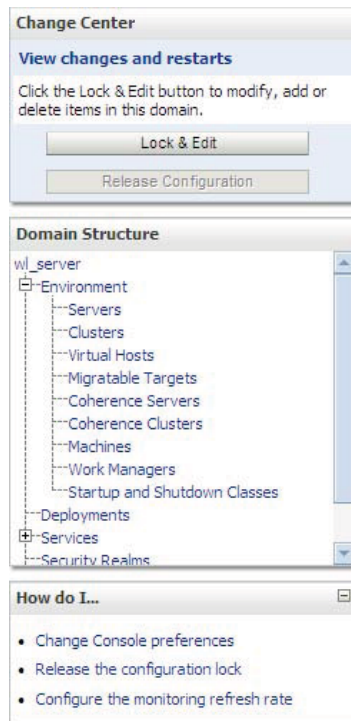 Change Center
View changes and restarts
Click the Lock & Edit button to modify, add or
delete items in this domain.
Lock & Edit
Release Configuration
Domain Structure
wl_server
Environment
Servers
Clusters
Virtual Hosts
Migratable Targets
Coherence Servers
Coherence Clusters
Machines
Work Managers
Startup and Shutdown Classes
Deployments
Services
Security Realms
How do I...
Change Console preferences
Release the configuration lock
Configure the monitoring refresh rate